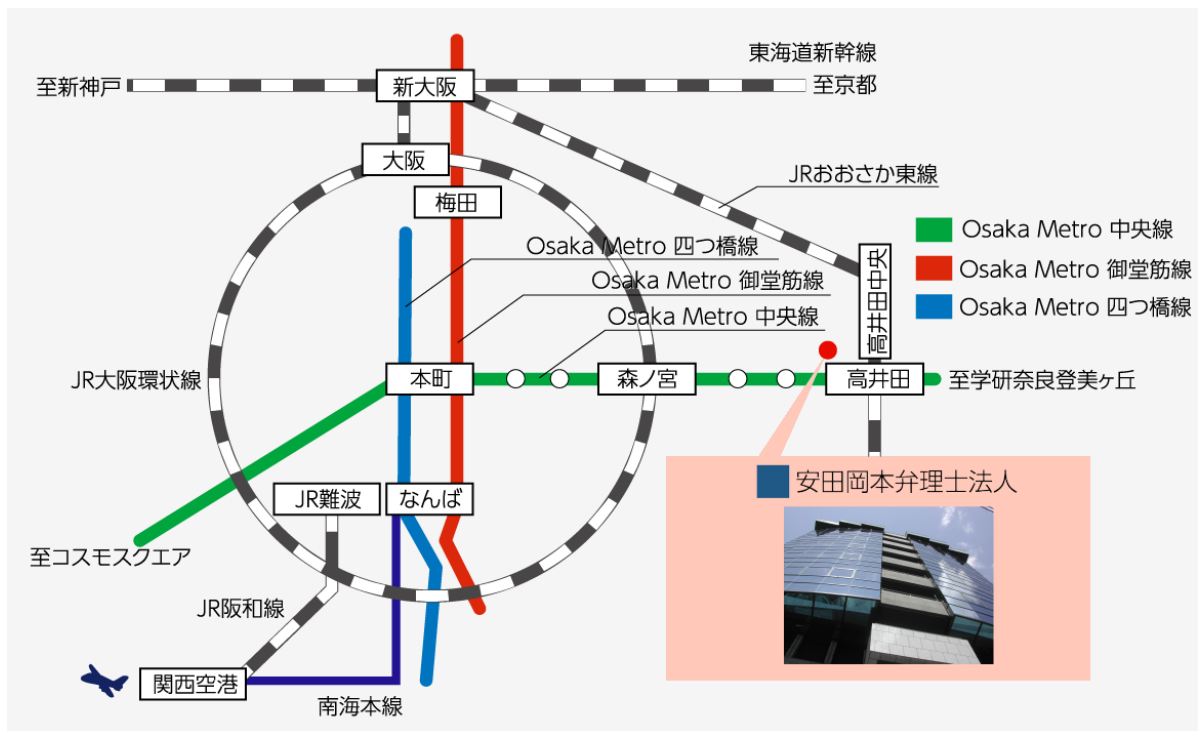 東海道新幹線
至新神戸
新大阪
至京都
大阪
JRおおさか東線
梅田
Osaka Metro 中央線
Osaka Metro 四つ橋線
高井田中央
Osaka Metro 御堂筋線
Osaka Metro 御堂筋線
Osaka Metro 四つ橋線
Osaka Metro 中央線
JR大阪環状線
本町
森ノ宮
高井田
至学研奈良登美ヶ丘
安田岡本弁理士法人
JR難波
なんば
至コスモスクエア
JR阪和線
関西空港
南海本線